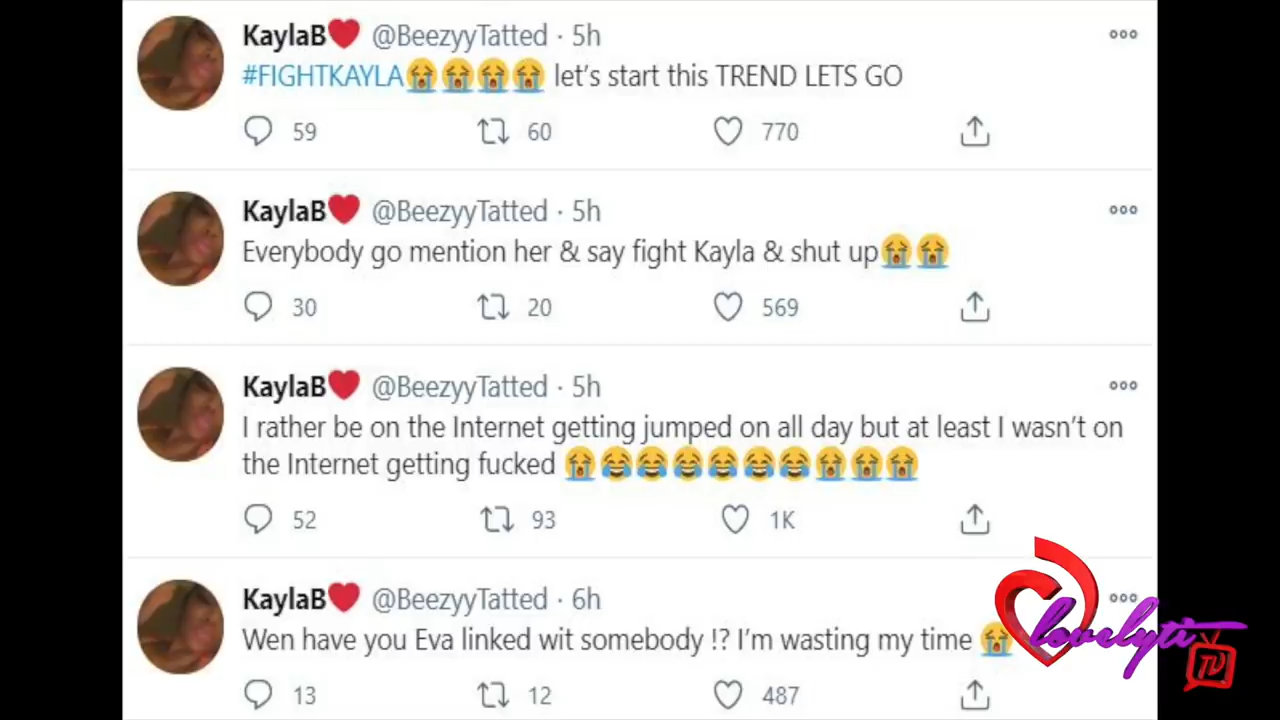 KaylaB❤️ @BeezyyTatted · 5h
#FIGHTKAYLA😭😭😭😭 let's start this TREND LETS GO
59 60 770
KaylaB❤️ @BeezyyTatted · 5h
Everybody go mention her & say fight Kayla & shut up😭😭
30 20 569
KaylaB❤️ @BeezyyTatted · 5h
I rather be on the Internet getting jumped on all day but at least I wasn't on
the Internet getting fucked 😭😂😂😂😂😂😂😭😭😭
52 93 1K
KaylaB❤️ @BeezyyTatted · 6h
Wen have you Eva linked wit somebody !? I'm wasting my time 😭
13 12 487
lovelyti
TV